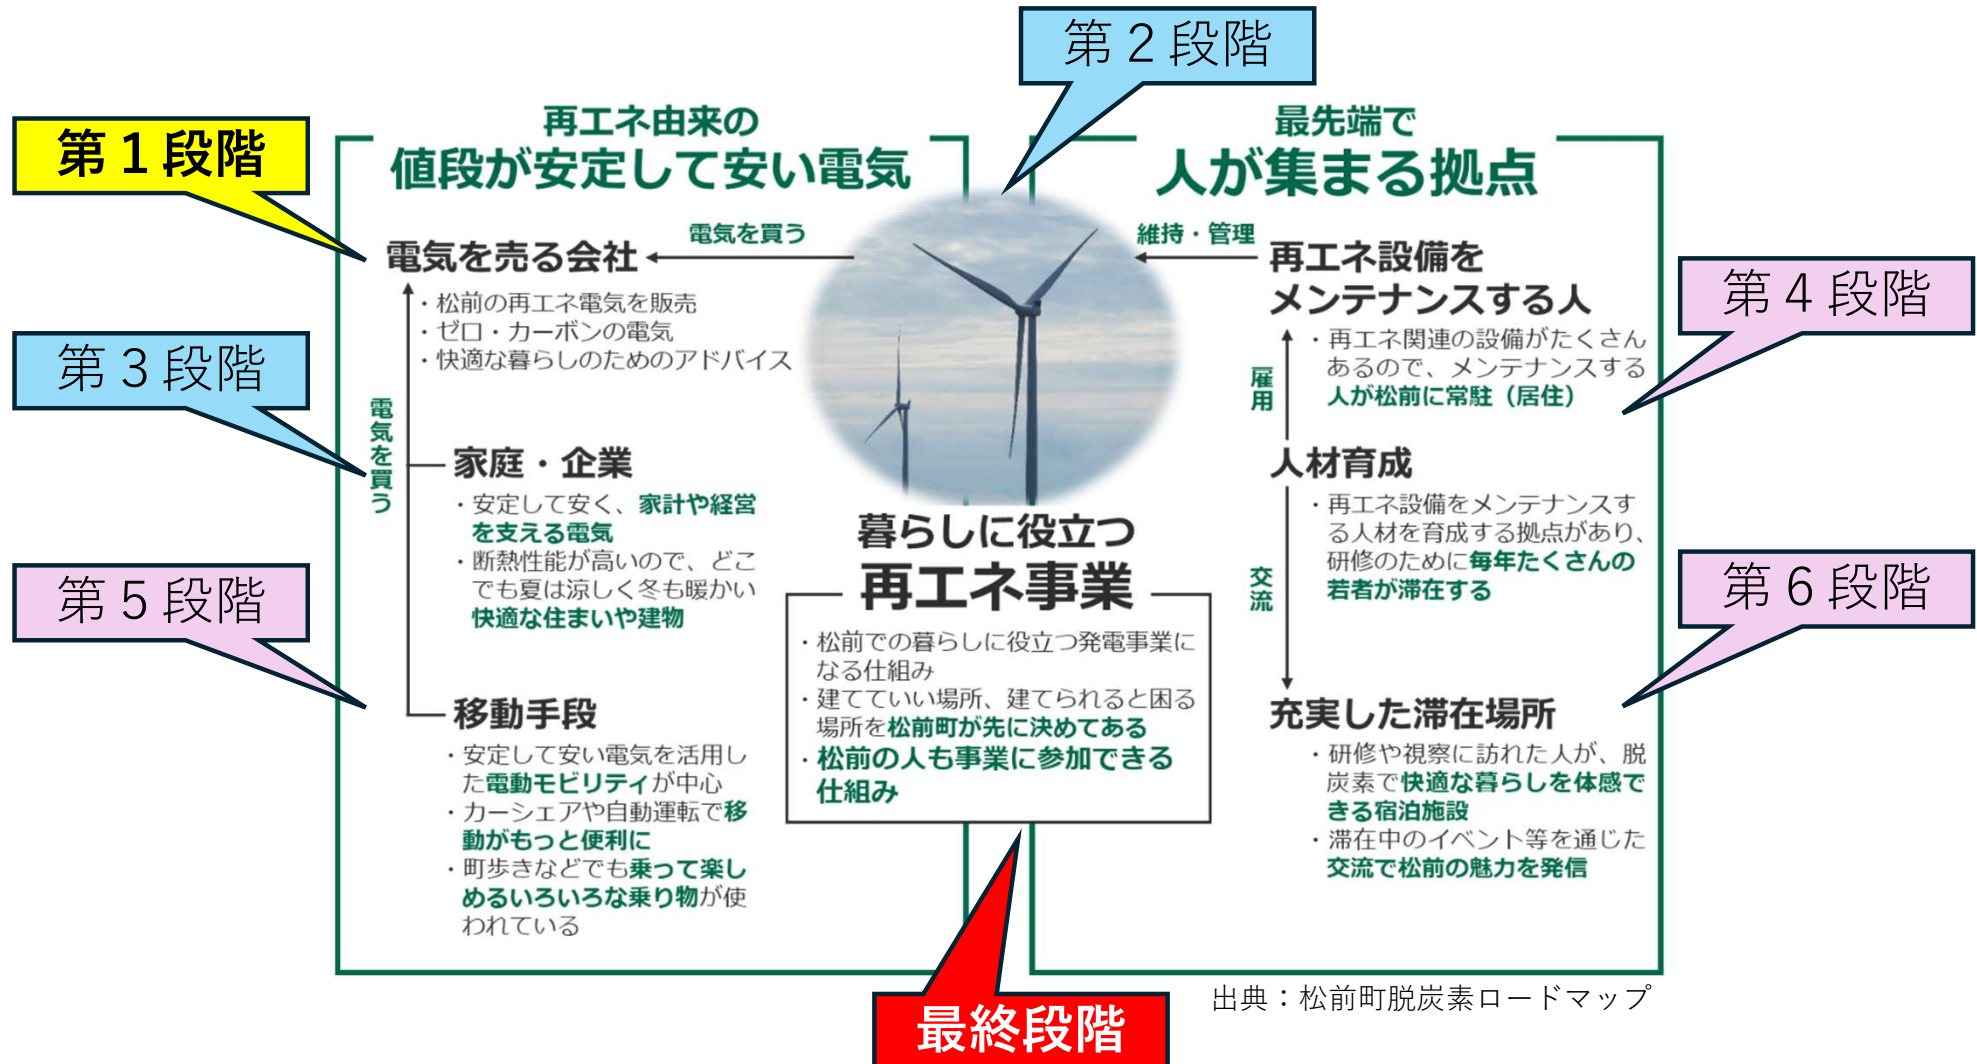 第２段階
第１段階
再エネ由来の
値段が安定して安い電気
電気を売る会社
電気を買う
・松前の再エネ電気を販売
・ゼロ・カーボンの電気
・快適な暮らしのためのアドバイス
第３段階
電気を買う
家庭・企業
・安定して安く、家計や経営
を支える電気
・断熱性能が高いので、どこ
でも夏は涼しく冬も暖かい
快適な住まいや建物
第５段階
移動手段
・安定して安い電気を活用し
た電動モビリティが中心
・カーシェアや自動運転で移
動がもっと便利に
・町歩きなどでも乗って楽し
めるいろいろな乗り物が使
われている
暮らしに役立つ
再エネ事業
・松前での暮らしに役立つ発電事業に
なる仕組み
・建てていい場所、建てられると困る
場所を松前町が先に決めてある
・松前の人も事業に参加できる
仕組み
最先端で
人が集まる拠点
維持・管理
再エネ設備を
メンテナンスする人
・再エネ関連の設備がたくさん
あるので、メンテナンスする
人が松前に常駐（居住）
第４段階
雇用
人材育成
・再エネ設備をメンテナンスす
る人材を育成する拠点があり、
研修のために毎年たくさんの
若者が滞在する
交流
第６段階
充実した滞在場所
・研修や視察に訪れた人が、脱
炭素で快適な暮らしを体感で
きる宿泊施設
・滞在中のイベント等を通じた
交流で松前の魅力を発信
最終段階
出典：松前町脱炭素ロードマップ